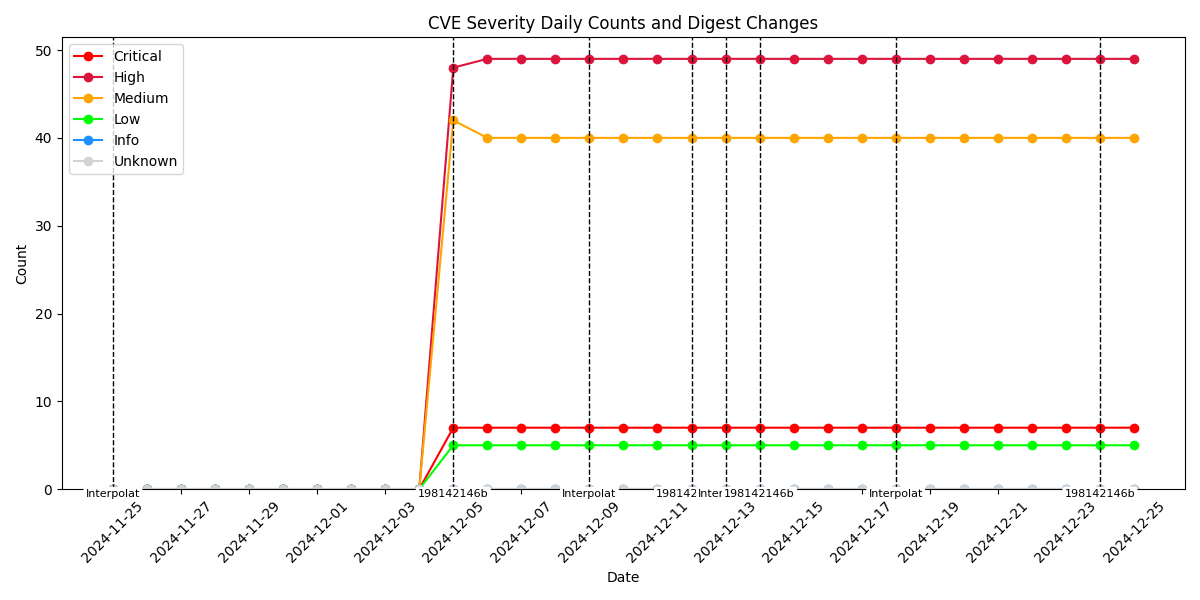 CVE Severity Daily Counts and Digest Changes
Critical
High
Medium
Low
Info
Unknown
Count
50
40
30
20
10
0
Interpolat
198142146b
Interpolat
198142
Inter
198142146b
Interpolat
198142146b
2024-11-25
2024-11-27
2024-11-29
2024-12-01
2024-12-03
2024-12-05
2024-12-07
2024-12-09
2024-12-11
2024-12-13
2024-12-15
2024-12-17
2024-12-19
2024-12-21
2024-12-23
2024-12-25
Date